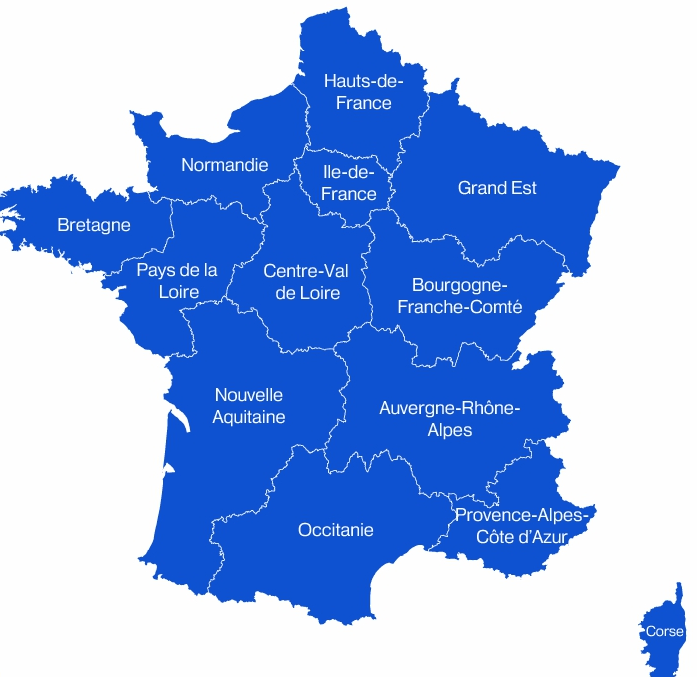 Hauts-de-
France
Normandie
Ile-de-
France
Grand Est
Bretagne
Pays de la
Loire
Centre-Val
de Loire
Bourgogne-
Franche-Comté
Nouvelle
Aquitaine
Auvergne-Rhône-
Alpes
Occitanie
Provence-Alpes-
Côte d'Azur
Corse